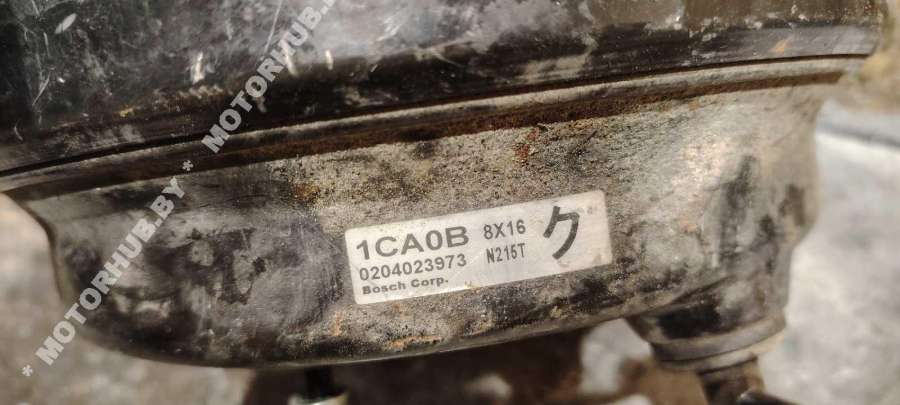 * MOTORHUB.BY * MOTORHUB.BY * MOTORHUB.BY
1CA0B 8X16 ク
0204023973 N215T
Bosch Corp.